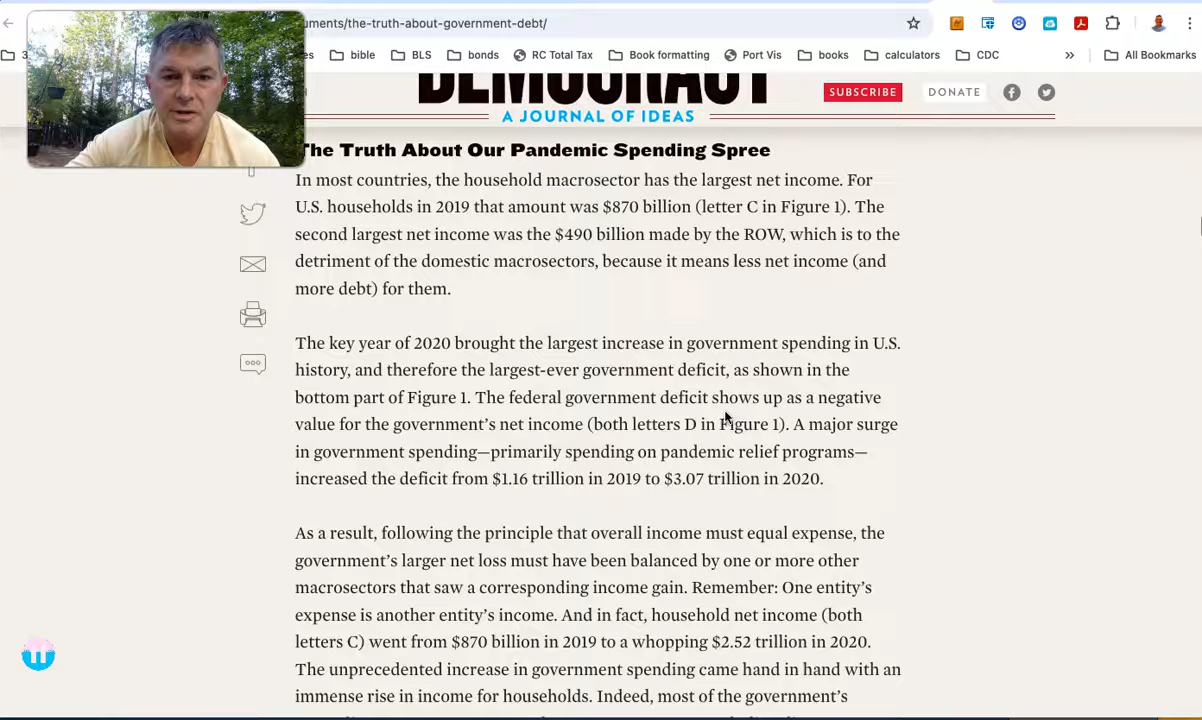 uments/the-truth-about-government-debt/
3
es
bible
BLS
bonds
RC Total Tax
Book formatting
Port Vis
books
calculators
CDC
»
All Bookmarks
DEMOCRACY
A JOURNAL OF IDEAS
SUBSCRIBE
DONATE
The Truth About Our Pandemic Spending Spree
In most countries, the household macrosector has the largest net income. For
U.S. households in 2019 that amount was $870 billion (letter C in Figure 1). The
second largest net income was the $490 billion made by the ROW, which is to the
detriment of the domestic macrosectors, because it means less net income (and
more debt) for them.
The key year of 2020 brought the largest increase in government spending in U.S.
history, and therefore the largest-ever government deficit, as shown in the
bottom part of Figure 1. The federal government deficit shows up as a negative
value for the government's net income (both letters D in Figure 1). A major surge
in government spending—primarily spending on pandemic relief programs—
increased the deficit from $1.16 trillion in 2019 to $3.07 trillion in 2020.
As a result, following the principle that overall income must equal expense, the
government's larger net loss must have been balanced by one or more other
macrosectors that saw a corresponding income gain. Remember: One entity's
expense is another entity's income. And in fact, household net income (both
letters C) went from $870 billion in 2019 to a whopping $2.52 trillion in 2020.
The unprecedented increase in government spending came hand in hand with an
immense rise in income for households. Indeed, most of the government's